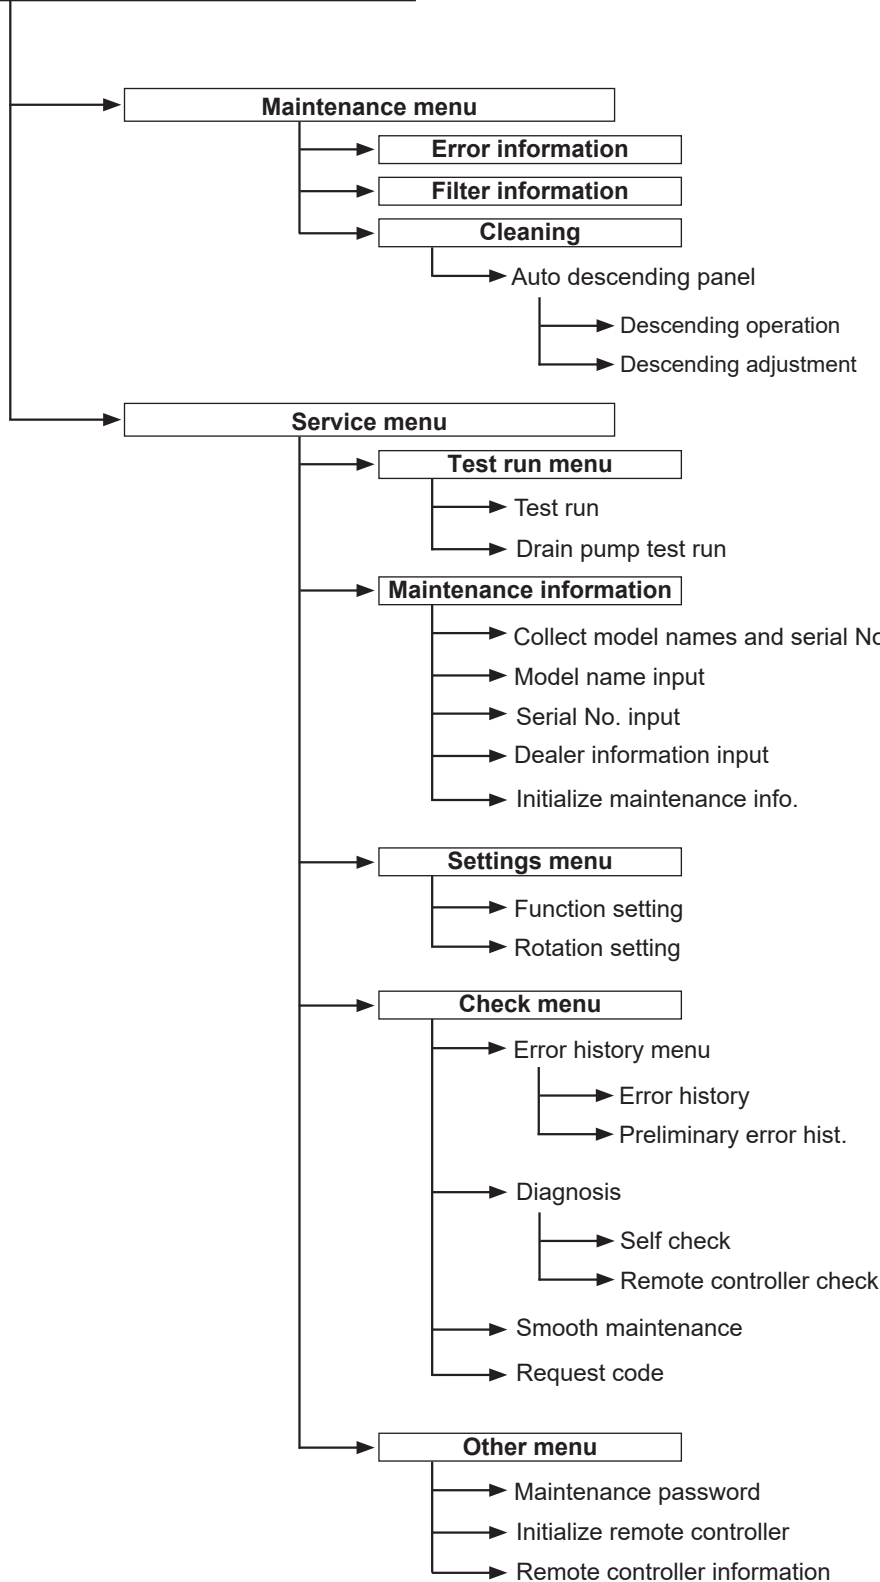 Maintenance menu
Error information
Filter information
Cleaning
Auto descending panel
Descending operation
Descending adjustment
Service menu
Test run menu
Test run
Drain pump test run
Maintenance information
Collect model names and serial No
Model name input
Serial No. input
Dealer information input
Initialize maintenance info.
Settings menu
Function setting
Rotation setting
Check menu
Error history menu
Error history
Preliminary error hist.
Diagnosis
Self check
Remote controller check
Smooth maintenance
Request code
Other menu
Maintenance password
Initialize remote controller
Remote controller information